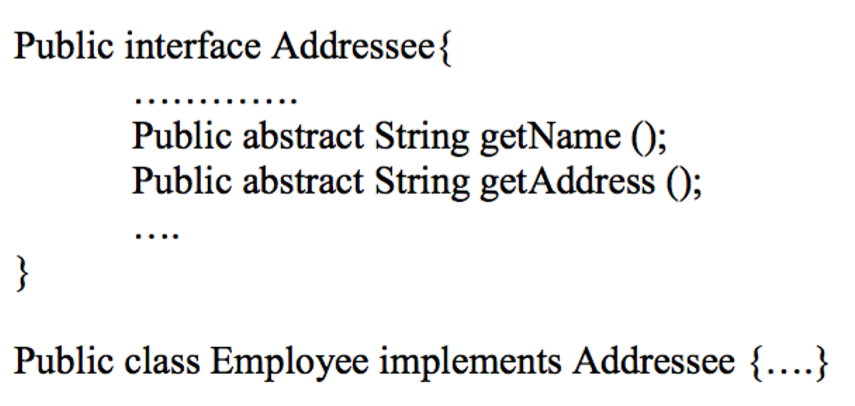 Public interface Addressee{
………….
Public abstract String getName ();
Public abstract String getAddress ();
….
}
Public class Employee implements Addressee {….}